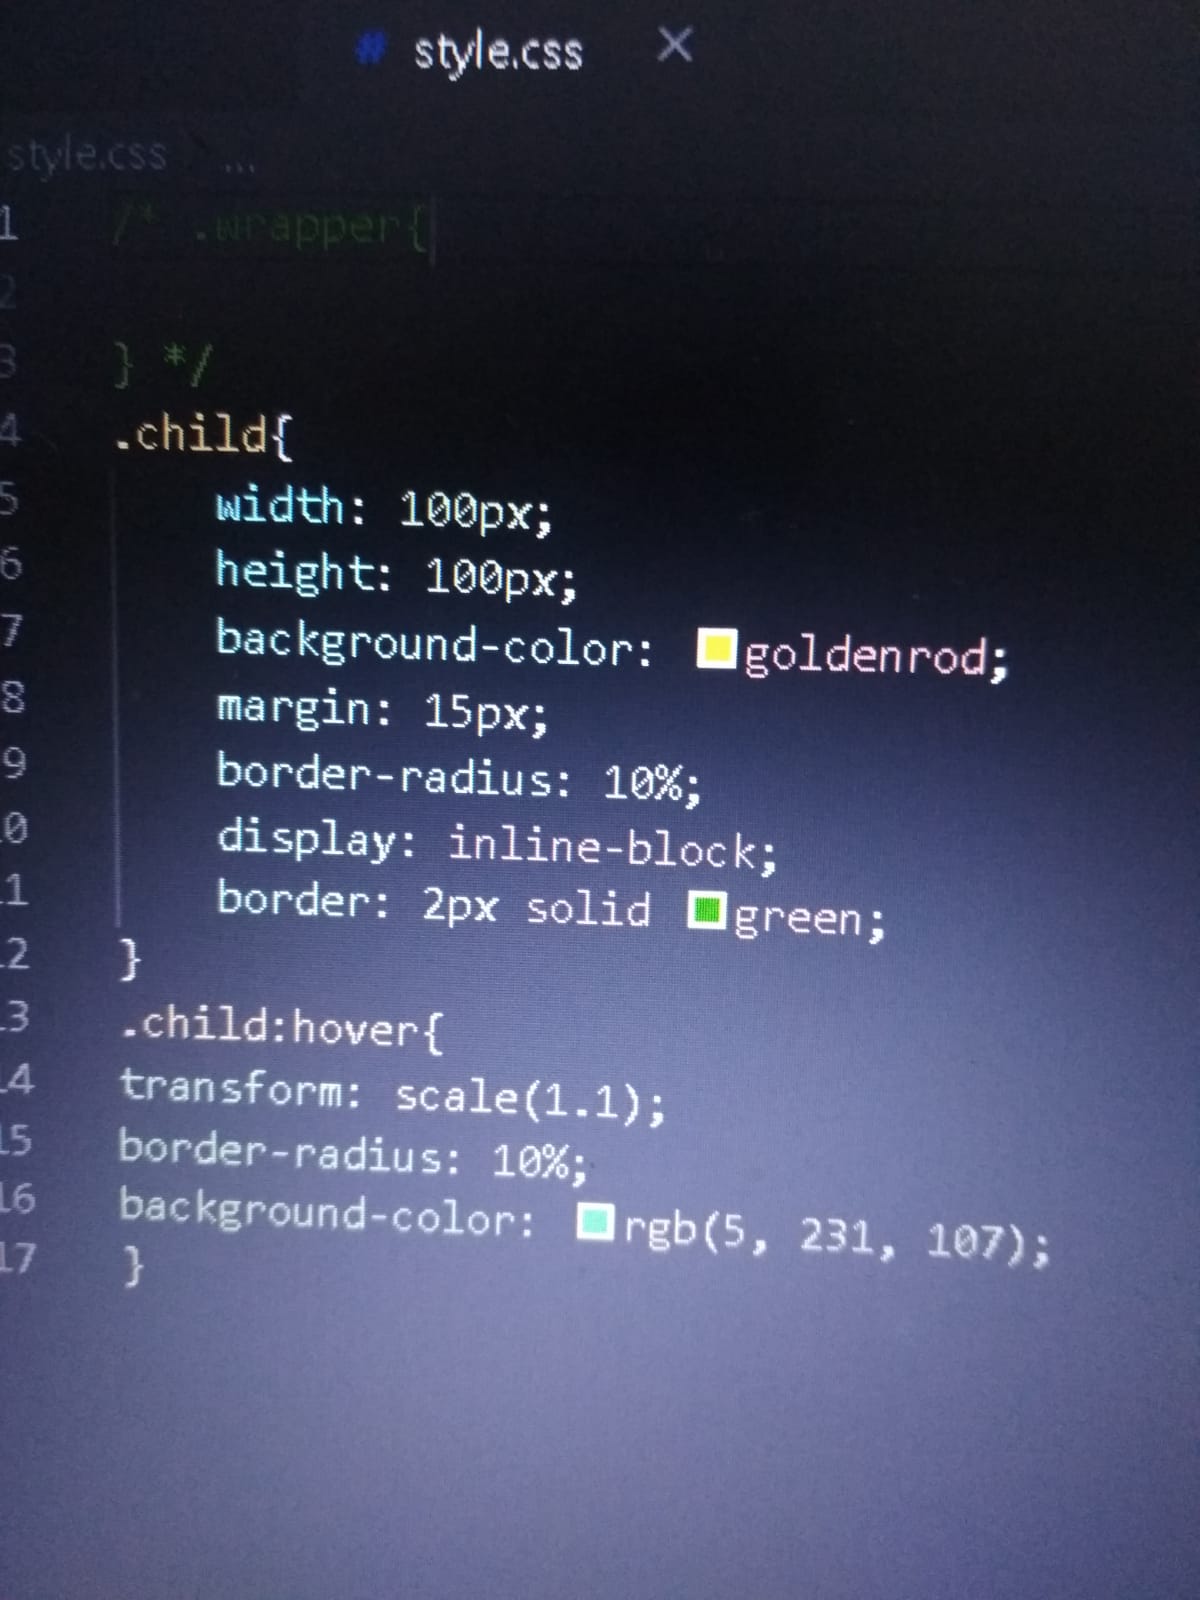 # style.css ×
style.css ...
1 /* .wrapper{
2
3 } */
4 .child{
5 width: 100px;
6 height: 100px;
7 background-color: goldenrod;
8 margin: 15px;
9 border-radius: 10%;
0 display: inline-block;
11 border: 2px solid green;
12 }
13 .child:hover{
14 transform: scale(1.1);
15 border-radius: 10%;
16 background-color: rgb(5, 231, 107);
17 }